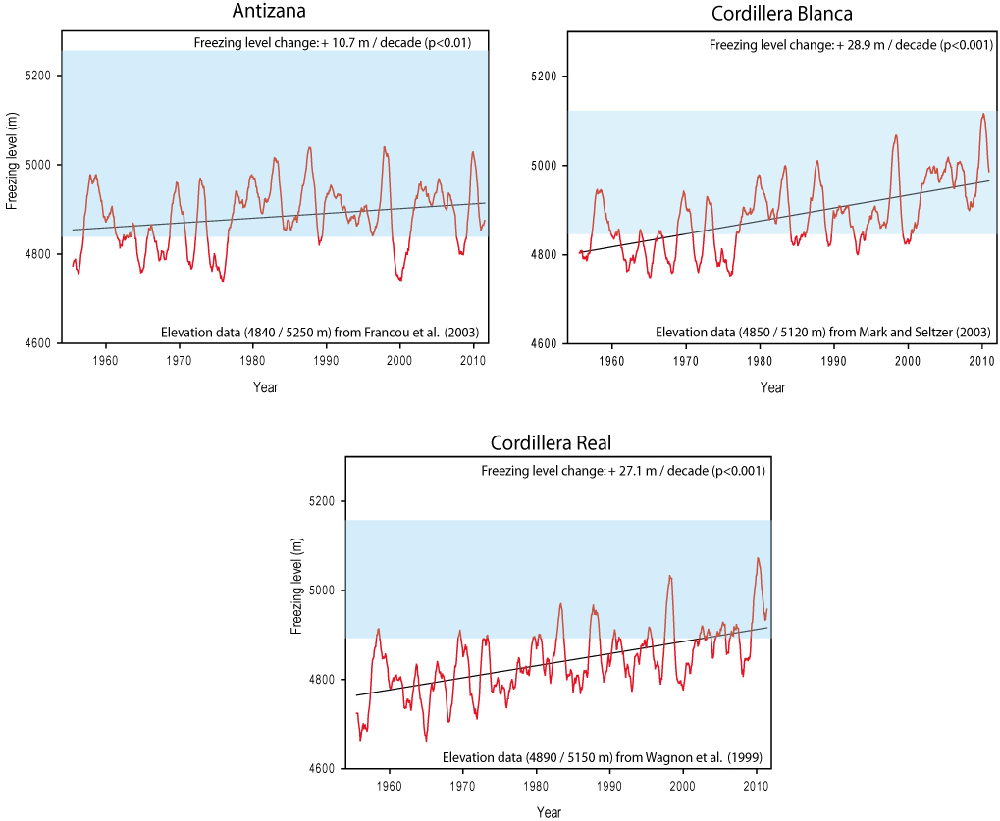 Antizana
Freezing level change: + 10.7 m / decade (p<0.01)
Freezing level (m)
5200
5000
4800
4600
Elevation data (4840 / 5250 m) from Francou et al. (2003)
1960 1970 1980 1990 2000 2010
Year
Cordillera Blanca
Freezing level change: + 28.9 m / decade (p<0.001)
5200
5000
4800
4600
Elevation data (4850 / 5120 m) from Mark and Seltzer (2003)
1960 1970 1980 1990 2000 2010
Year
Cordillera Real
Freezing level change: + 27.1 m / decade (p<0.001)
Freezing level (m)
5200
5000
4800
4600
Elevation data (4890 / 5150 m) from Wagnon et al. (1999)
1960 1970 1980 1990 2000 2010
Year